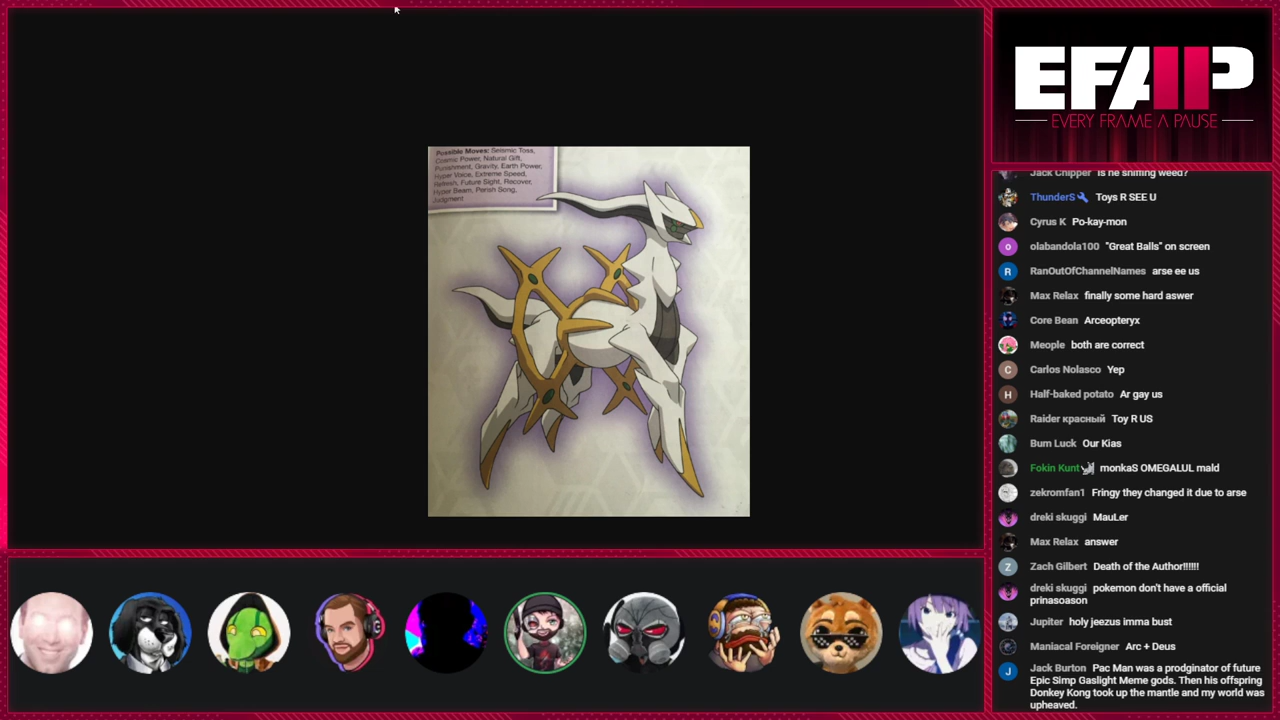 Possible Moves: Seismic Toss,
Cosmic Power, Natural Gift,
Punishment, Gravity, Earth Power,
Hyper Voice, Extreme Speed,
Refresh, Future Sight, Recover,
Hyper Beam, Perish Song,
Judgment
EFAP
EVERY FRAME A PAUSE
Jack Chipper Is he sniffing weed?
ThunderS Toys R SEE U
Cyrus K Po-kay-mon
olabandola100 "Great Balls" on screen
RanOutOfChannelNames arse ee us
Max Relax finally some hard aswer
Core Bean Arceopteryx
Meople both are correct
Carlos Nolasco Yep
Half-baked potato Ar gay us
Raider красный Toy R US
Bum Luck Our Kias
Fokin Kunt monkaS OMEGALUL mald
zekromfan1 Fringy they changed it due to arse
dreki skuggi MauLer
Max Relax answer
Zach Gilbert Death of the Author!!!!!!
dreki skuggi pokemon don't have a official
prinasoason
Jupiter holy jeezus imma bust
Maniacal Foreigner Arc + Deus
Jack Burton Pac Man was a prodginator of future
Epic Simp Gaslight Meme gods. Then his offspring
Donkey Kong took up the mantle and my world was
upheaved.